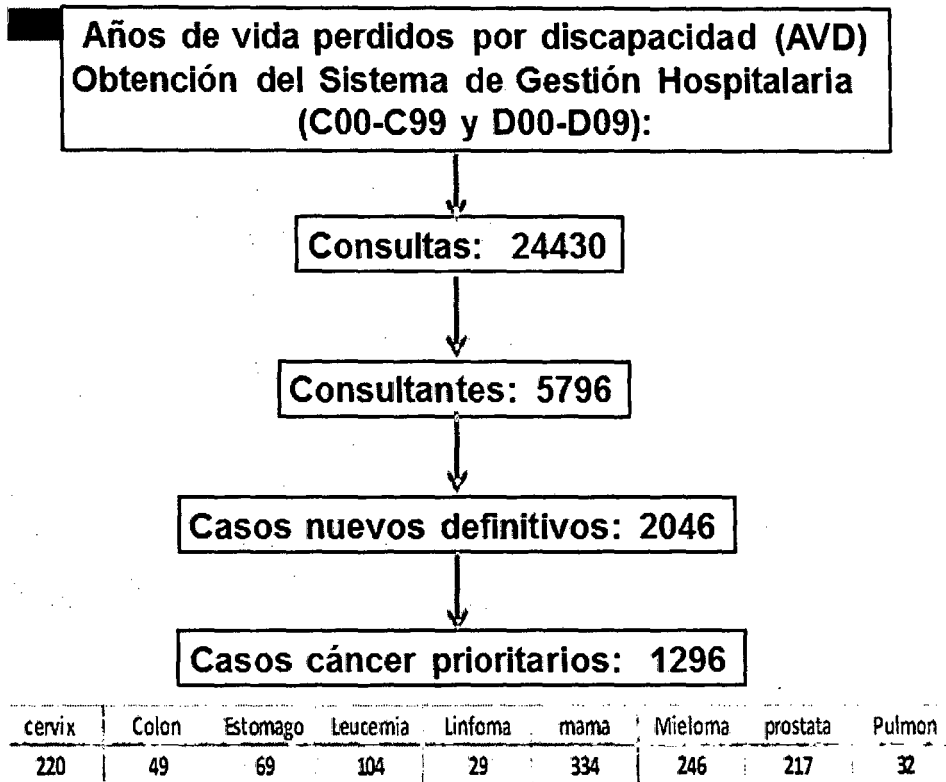 Años de vida perdidos por discapacidad (AVD)
Obtención del Sistema de Gestión Hospitalaria
(C00-C99 y D00-D09):
Consultas: 24430
Consultantes: 5796
Casos nuevos definitivos: 2046
Casos cáncer prioritarios: 1296
cervix Colon Estomago Leucemia Linfoma mama Mieloma prostata Pulmon
220 49 69 104 29 334 246 217 32